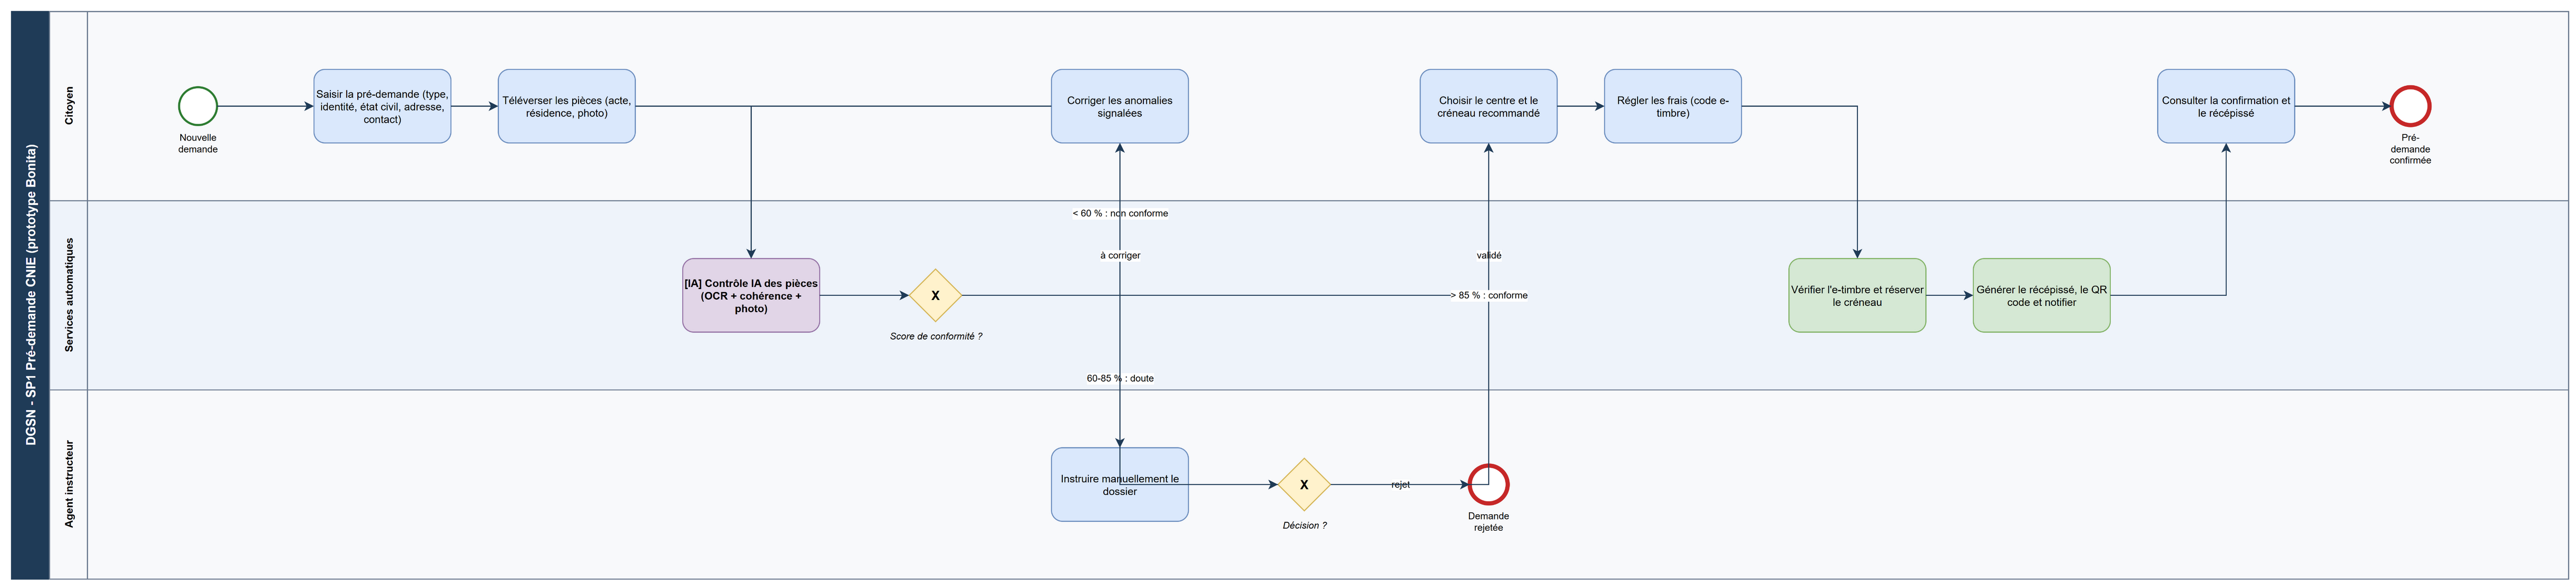 DGSN - SP1 Pré-demande CNIE (prototype Bonita)
Citoyen
Nouvelle
demande
Saisir la pré-demande (type,
identité, état civil, adresse,
contact)
Téléverser les pièces (acte,
résidence, photo)
Corriger les anomalies
signalées
Choisir le centre et le
créneau recommandé
Régler les frais (code e-
timbre)
Consulter la confirmation et
le récépissé
Pré-
demande
confirmée
Services automatiques
< 60 % : non conforme
à corriger
validé
[IA] Contrôle IA des pièces
(OCR + cohérence +
photo)
X
Score de conformité ?
> 85 % : conforme
Vérifier l'e-timbre et réserver
le créneau
Générer le récépissé, le QR
code et notifier
60-85 % : doute
Agent instructeur
Instruire manuellement le
dossier
X
Décision ?
rejet
Demande
rejetée